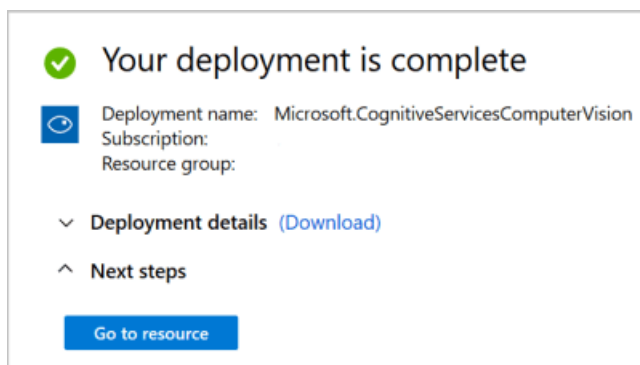 Your deployment is complete
Deployment name: Microsoft.CognitiveServicesComputerVision
Subscription:
Resource group:
Deployment details (Download)
Next steps
Go to resource